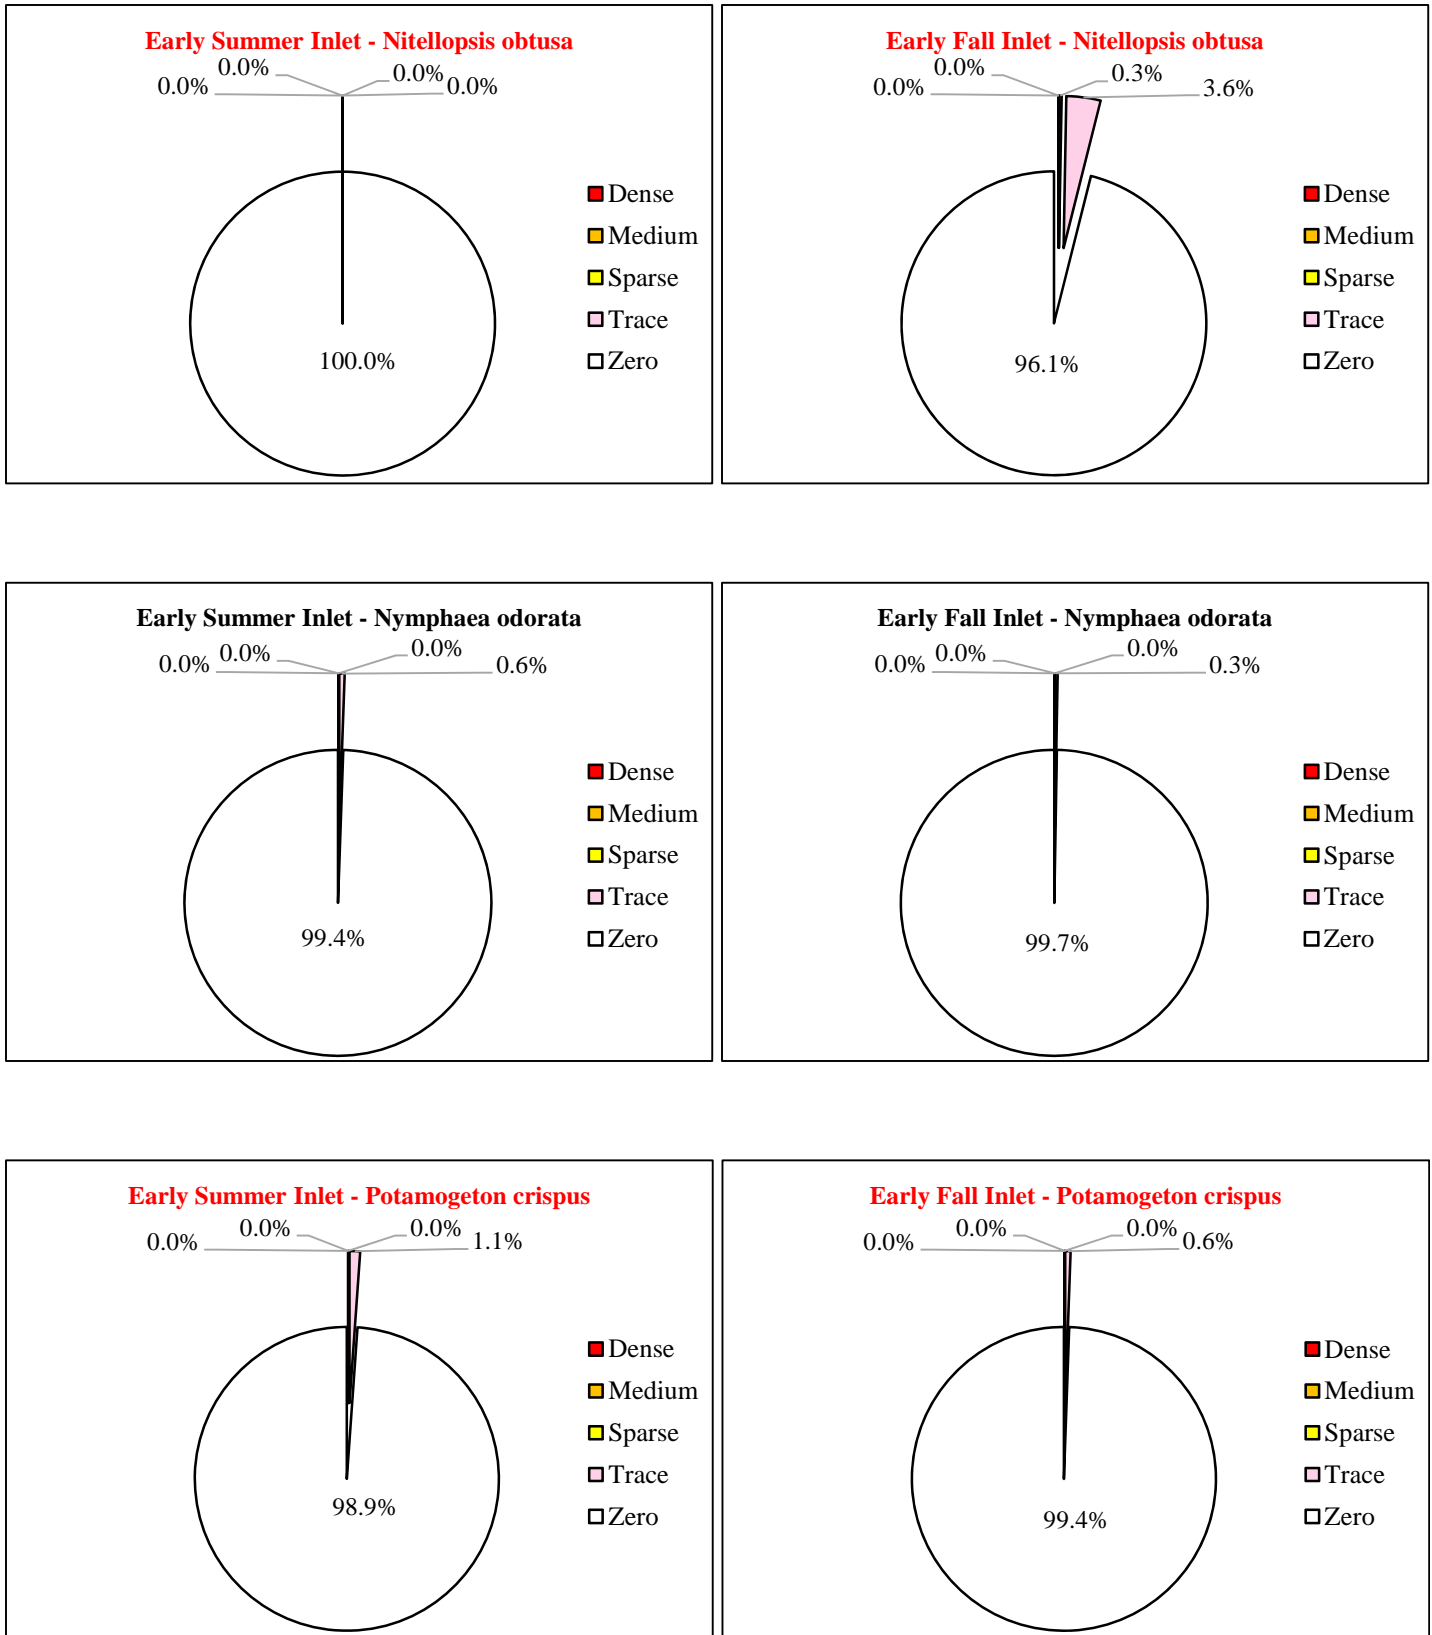 Early Summer Inlet - Nitellopsis obtusa
0.0%
0.0%
0.0%
0.0%
100.0%
Dense
Medium
Sparse
Trace
Zero
Early Fall Inlet - Nitellopsis obtusa
0.0%
0.0%
0.3%
3.6%
96.1%
Dense
Medium
Sparse
Trace
Zero
Early Summer Inlet - Nymphaea odorata
0.0%
0.0%
0.0%
0.6%
99.4%
Dense
Medium
Sparse
Trace
Zero
Early Fall Inlet - Nymphaea odorata
0.0%
0.0%
0.0%
0.3%
99.7%
Dense
Medium
Sparse
Trace
Zero
Early Summer Inlet - Potamogeton crispus
0.0%
0.0%
0.0%
1.1%
98.9%
Dense
Medium
Sparse
Trace
Zero
Early Fall Inlet - Potamogeton crispus
0.0%
0.0%
0.0%
0.6%
99.4%
Dense
Medium
Sparse
Trace
Zero